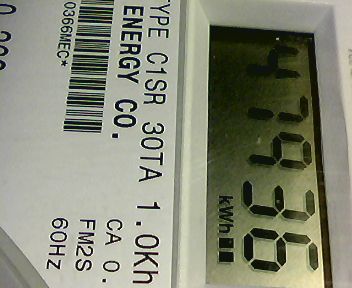 47936
kWh
TYPE C1SR 30TA 1.0Kh
ENERGY CO.
CA 0.
FM2S
0366MEC*
60HZ